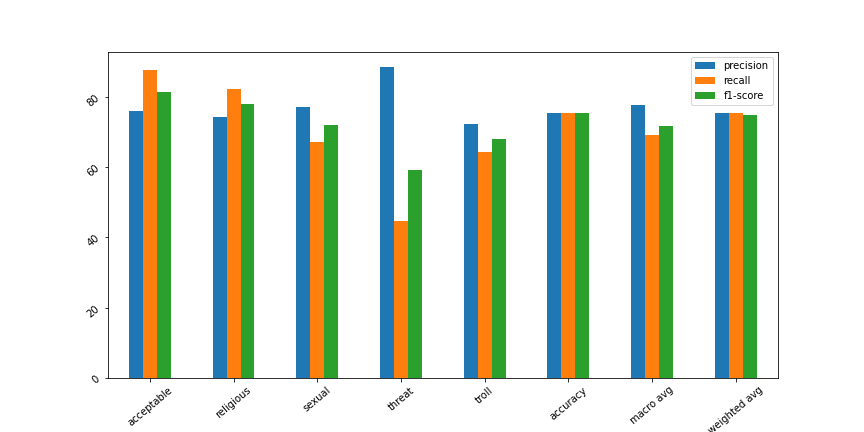 precision
recall
f1-score
80
60
40
20
0
acceptable
religious
sexual
threat
troll
accuracy
macro avg
weighted avg